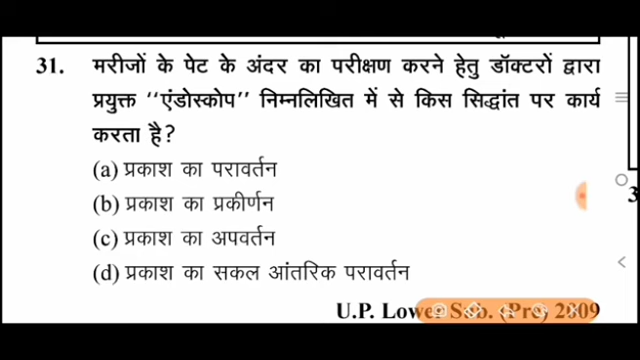 31. मरीजों के पेट के अंदर का परीक्षण करने हेतु डॉक्टरों द्वारा
प्रयुक्त “एंडोस्कोप” निम्नलिखित में से किस सिद्धांत पर कार्य
करता है?
(a) प्रकाश का परावर्तन
(b) प्रकाश का प्रकीर्णन
(c) प्रकाश का अपवर्तन
(d) प्रकाश का सकल आंतरिक परावर्तन
U.P. Lower Sub. (Pre) 2009
3